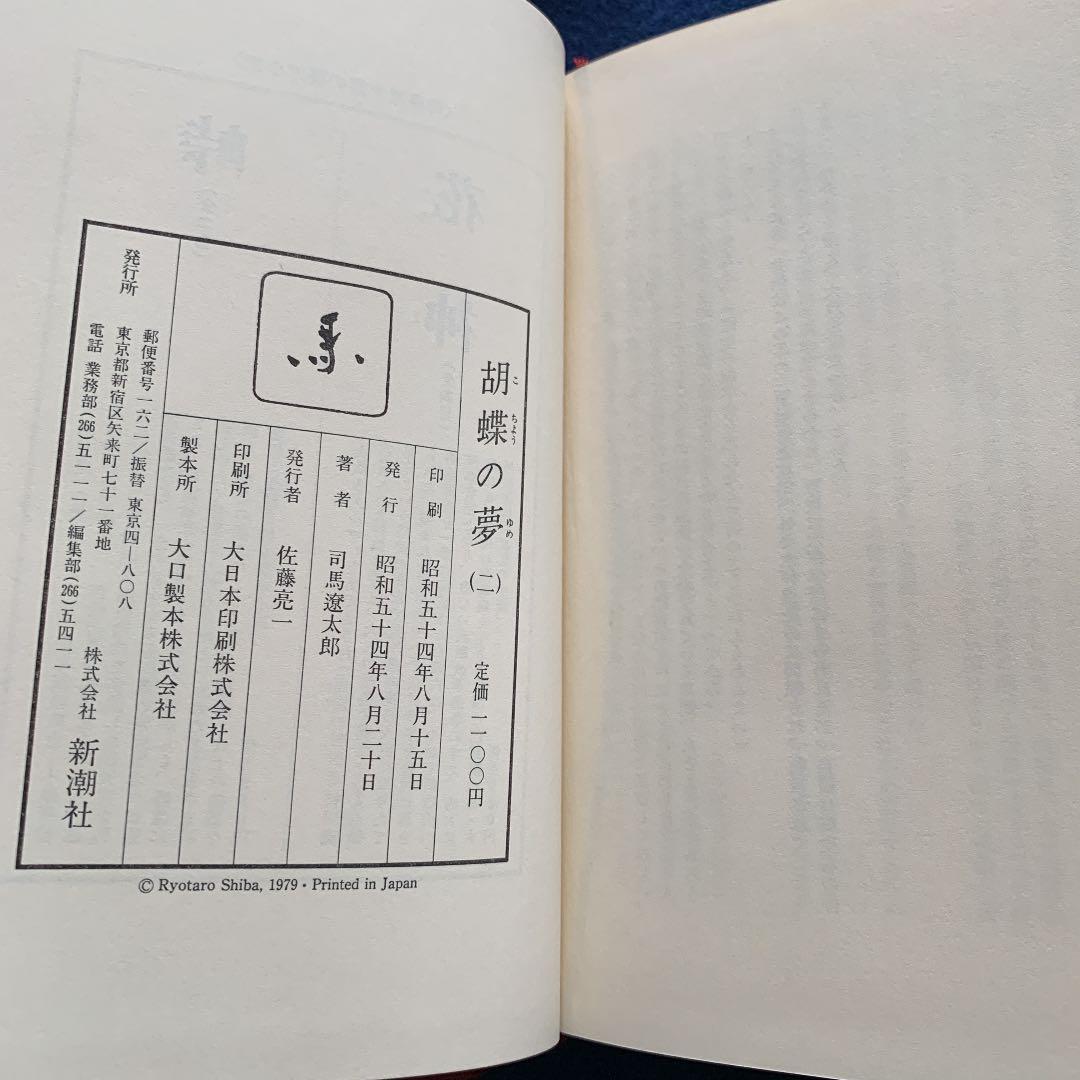 胡蝶の夢(二) 定価一一〇〇円
こ ちょう ゆめ
印刷 昭和五十四年八月十五日
発行 昭和五十四年八月二十日
著者 司馬遼太郎
発行者 佐藤亮一
印刷所 大日本印刷株式会社
製本所 大口製本株式会社
馬
発行所
郵便番号一六二/振替 東京四―八〇八
東京都新宿区矢来町七十一番地
電話 業務部(266)五一一一/編集部(266)五四一一
株式会社 新潮社
© Ryotaro Shiba, 1979・Printed in Japan